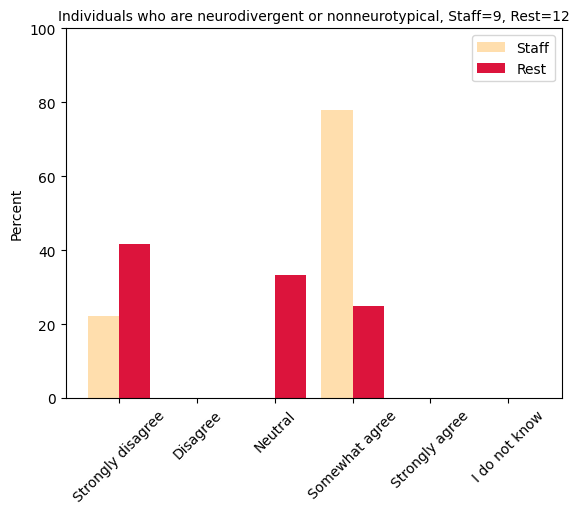 Individuals who are neurodivergent or nonneurotypical, Staff=9, Rest=12
Staff
Rest
Percent
100
80
60
40
20
0
Strongly disagree
Disagree
Neutral
Somewhat agree
Strongly agree
I do not know